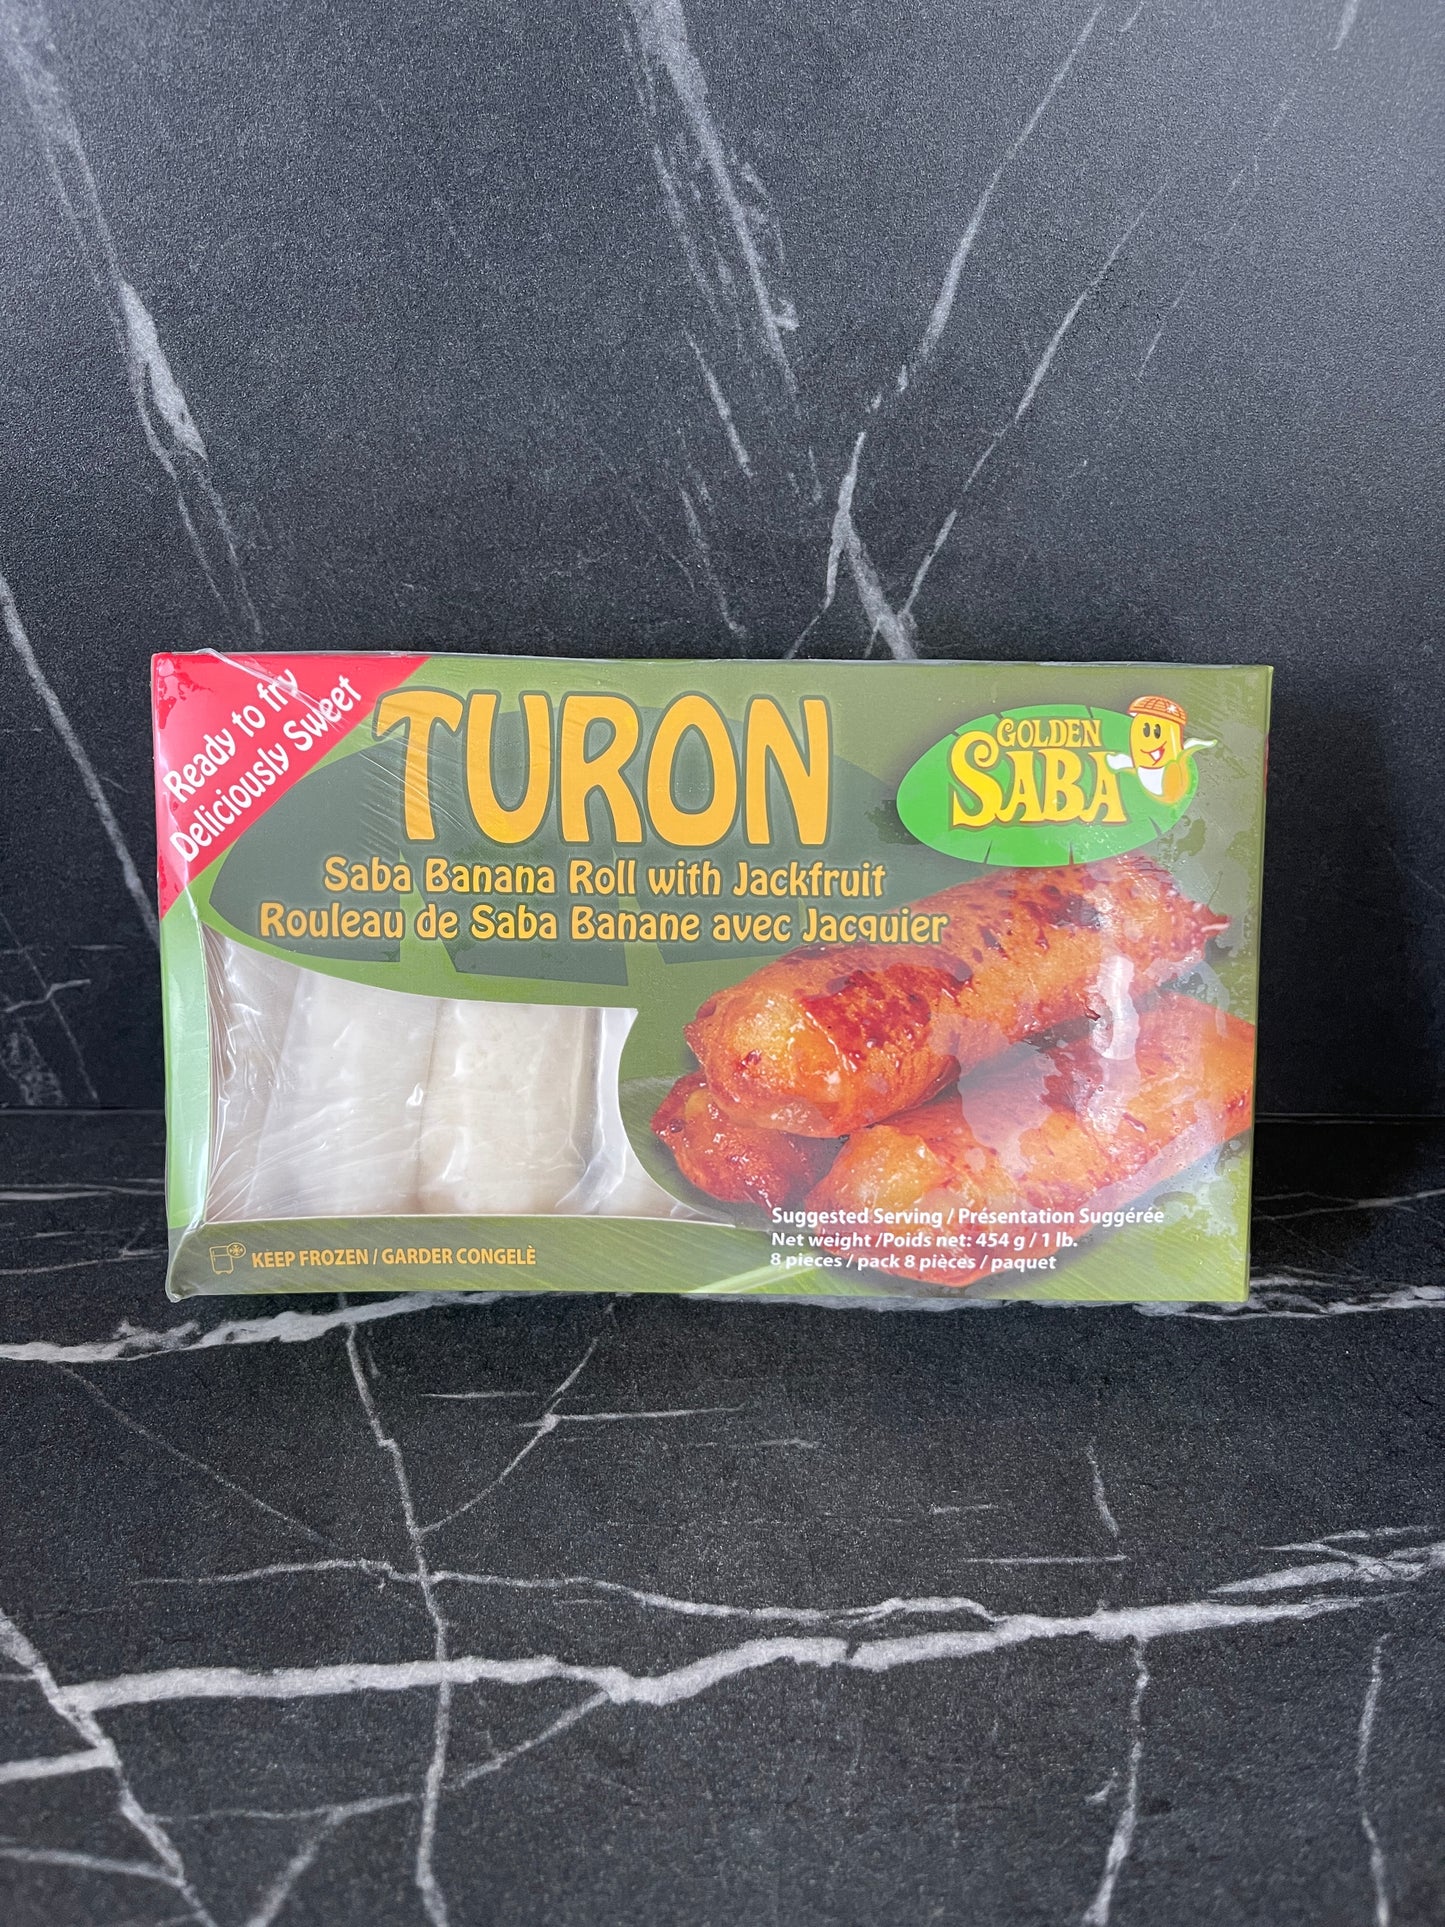 Ready to fry
Deliciously Sweet
TURON
GOLDEN
SABA
Saba Banana Roll with Jackfruit
Rouleau de Saba Banane avec Jacquier
Suggested Serving / Présentation Suggérée
Net weight /Poids net: 454 g / 1 lb.
8 pieces / pack 8 pièces / paquet
KEEP FROZEN / GARDER CONGELÈ